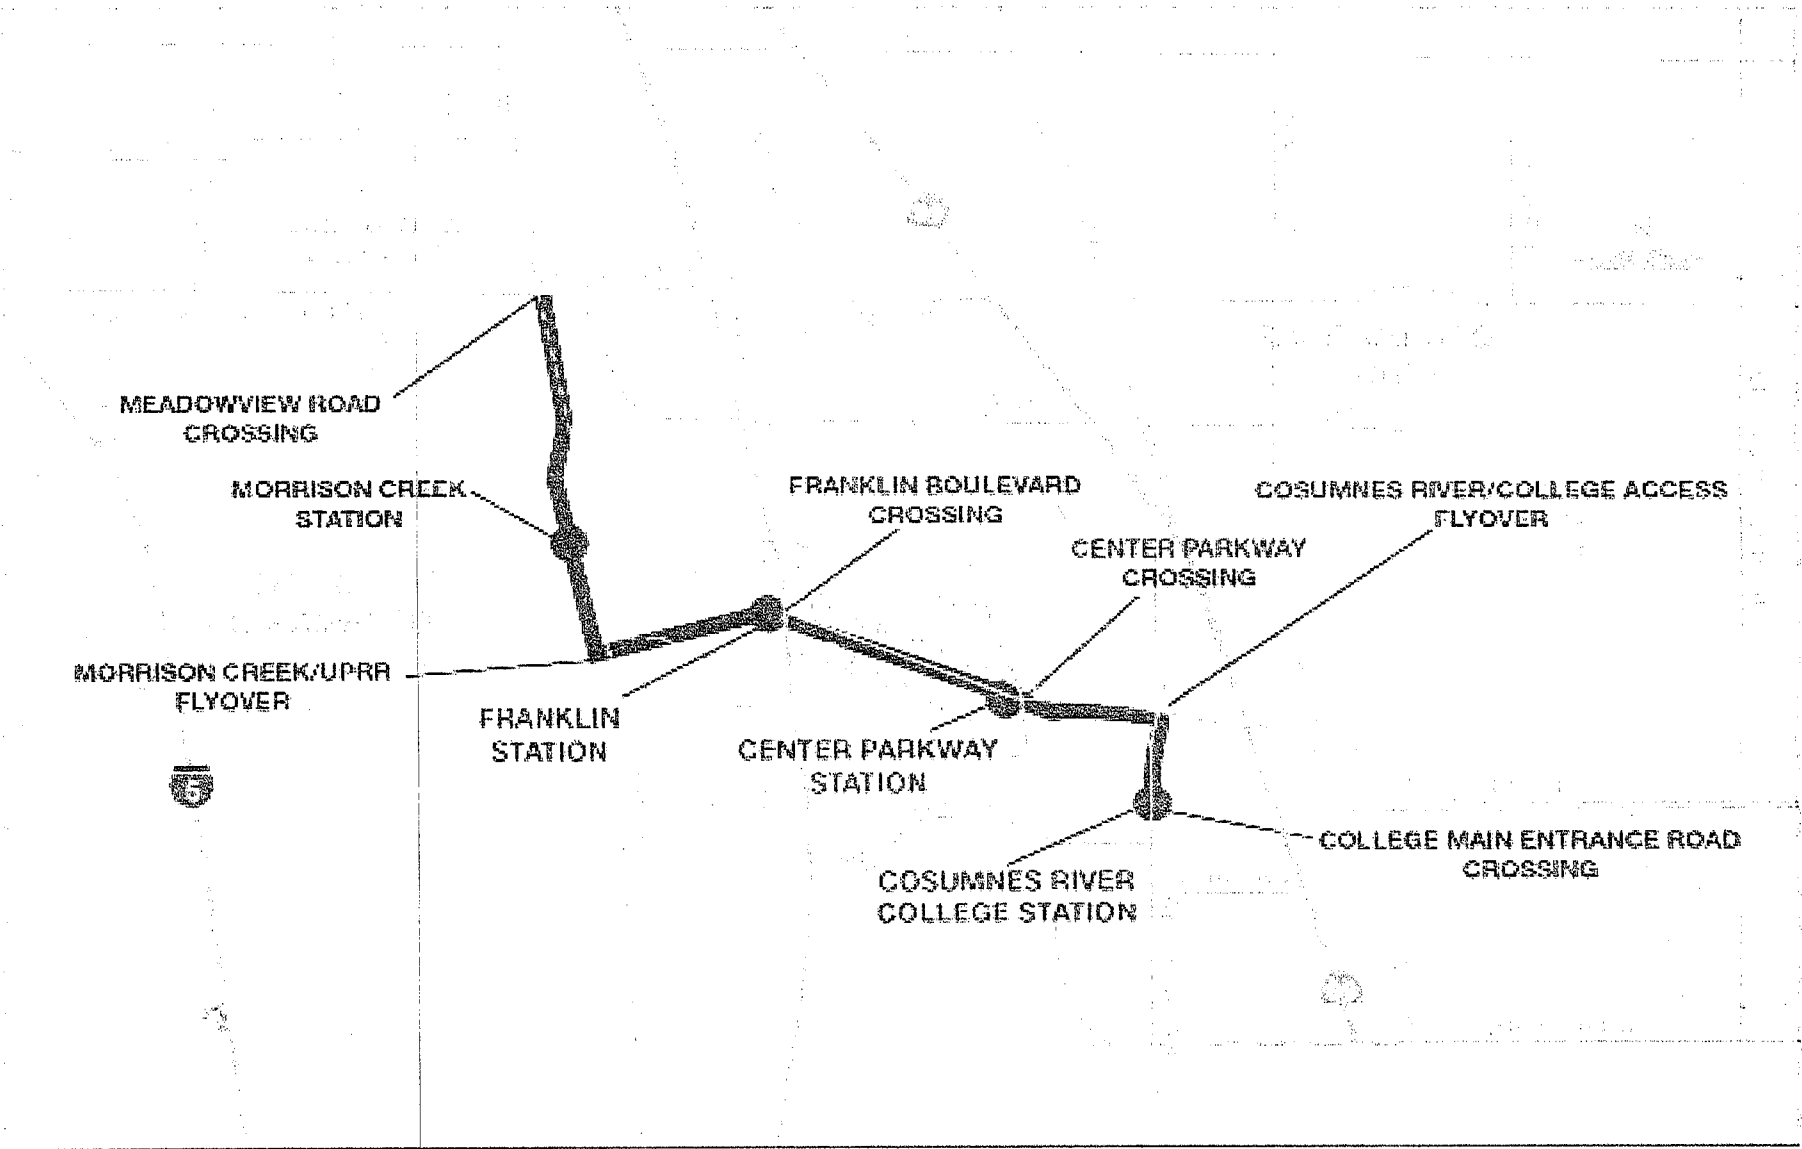 MEADOWVIEW ROAD
CROSSING
MORRISON CREEK
STATION
FRANKLIN BOULEVARD
CROSSING
COSUMNES RIVER/COLLEGE ACCESS
FLYOVER
CENTER PARKWAY
CROSSING
MORRISON CREEK/UPRR
FLYOVER
FRANKLIN
STATION
CENTER PARKWAY
STATION
5
COLLEGE MAIN ENTRANCE ROAD
CROSSING
COSUMNES RIVER
COLLEGE STATION